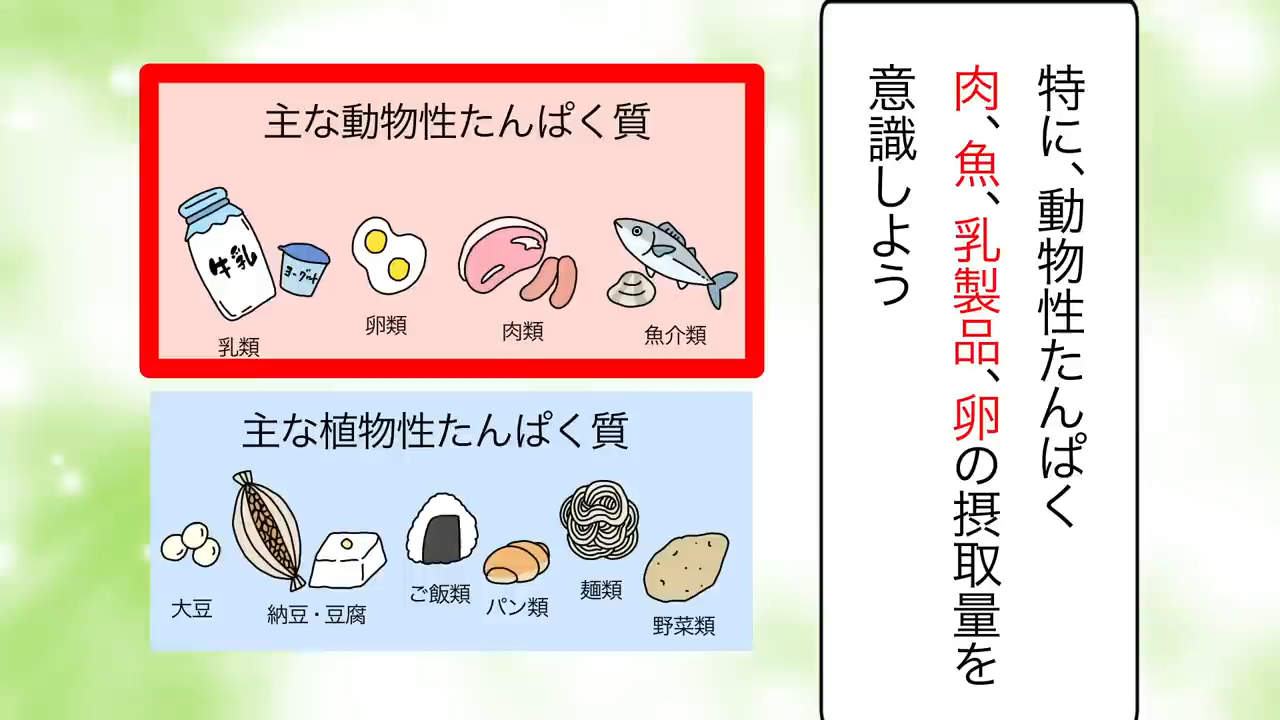 特に、動物性たんぱく
肉、魚、乳製品、卵の摂取量を
意識しよう
主な動物性たんぱく質
牛乳
ヨーグルト
乳類
卵類
肉類
魚介類
主な植物性たんぱく質
大豆
納豆・豆腐
ご飯類
パン類
麺類
野菜類